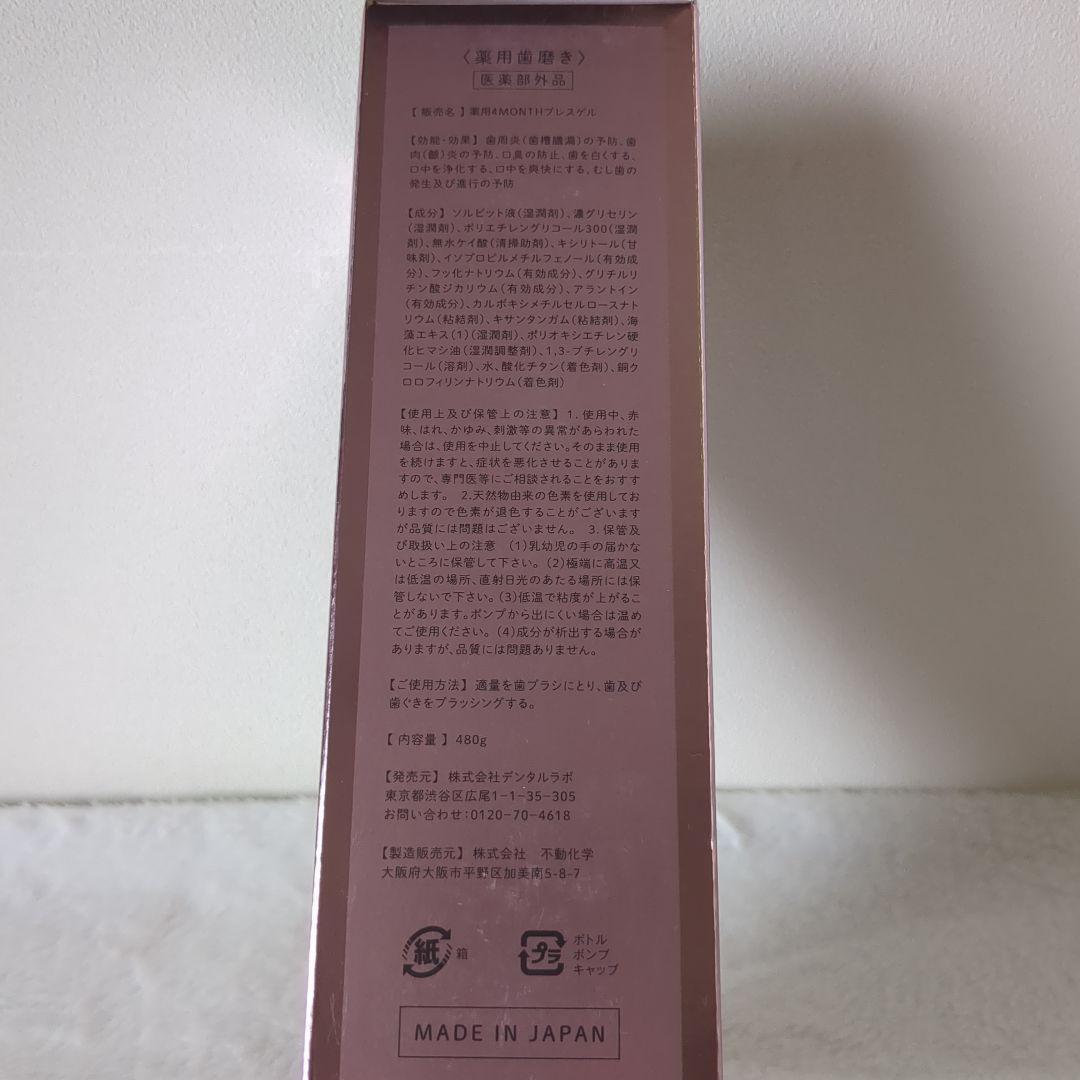 〈薬用歯磨き〉
医薬部外品
【 販売名 】薬用4MONTHブレスゲル
【効能・効果】 歯周炎(歯槽膿漏)の予防、歯
肉(齦)炎の予防、口臭の防止、歯を白くする、
口中を浄化する、口中を爽快にする、むし歯の
発生及び進行の予防
【成分】ソルビット液(湿潤剤)、濃グリセリン
(湿潤剤)、ポリエチレングリコール300(湿潤
剤)、無水ケイ酸(清掃助剤)、キシリトール(甘
味剤)、イソプロピルメチルフェノール(有効成
分)、フッ化ナトリウム(有効成分)、グリチルリ
チン酸ジカリウム(有効成分)、アラントイン
(有効成分)、カルボキシメチルセルロースナト
リウム(粘結剤)、キサンタンガム(粘結剤)、海
藻エキス(1)(湿潤剤)、ポリオキシエチレン硬
化ヒマシ油(湿潤調整剤)、1,3-ブチレングリ
コール(溶剤)、水、酸化チタン(着色剤)、銅ク
ロロフィリンナトリウム(着色剤)
【使用上及び保管上の注意】1. 使用中、赤
味、はれ、かゆみ、刺激等の異常があらわれた
場合は、使用を中止してください。そのまま使用
を続けますと、症状を悪化させることがありま
すので、専門医等にご相談されることをおすす
めします。 2.天然物由来の色素を使用してお
りますので色素が退色することがございます
が品質には問題はございません。 3. 保管及
び取扱い上の注意 (1)乳幼児の手の届かな
いところに保管して下さい。(2)極端に高温又
は低温の場所、直射日光のあたる場所には保
管しないで下さい。(3)低温で粘度が上がるこ
とがあります。ポンプから出にくい場合は温め
てご使用ください。(4)成分が析出する場合が
ありますが、品質には問題ありません。
【ご使用方法】 適量を歯ブラシにとり、歯及び
歯ぐきをブラッシングする。
【 内容量 】 480g
【発売元】 株式会社デンタルラボ
東京都渋谷区広尾1-1-35-305
お問い合わせ:0120-70-4618
【製造販売元】 株式会社 不動化学
大阪府大阪市平野区加美南5-8-7
紙 箱
プラ ボトル
ポンプ
キャップ
MADE IN JAPAN